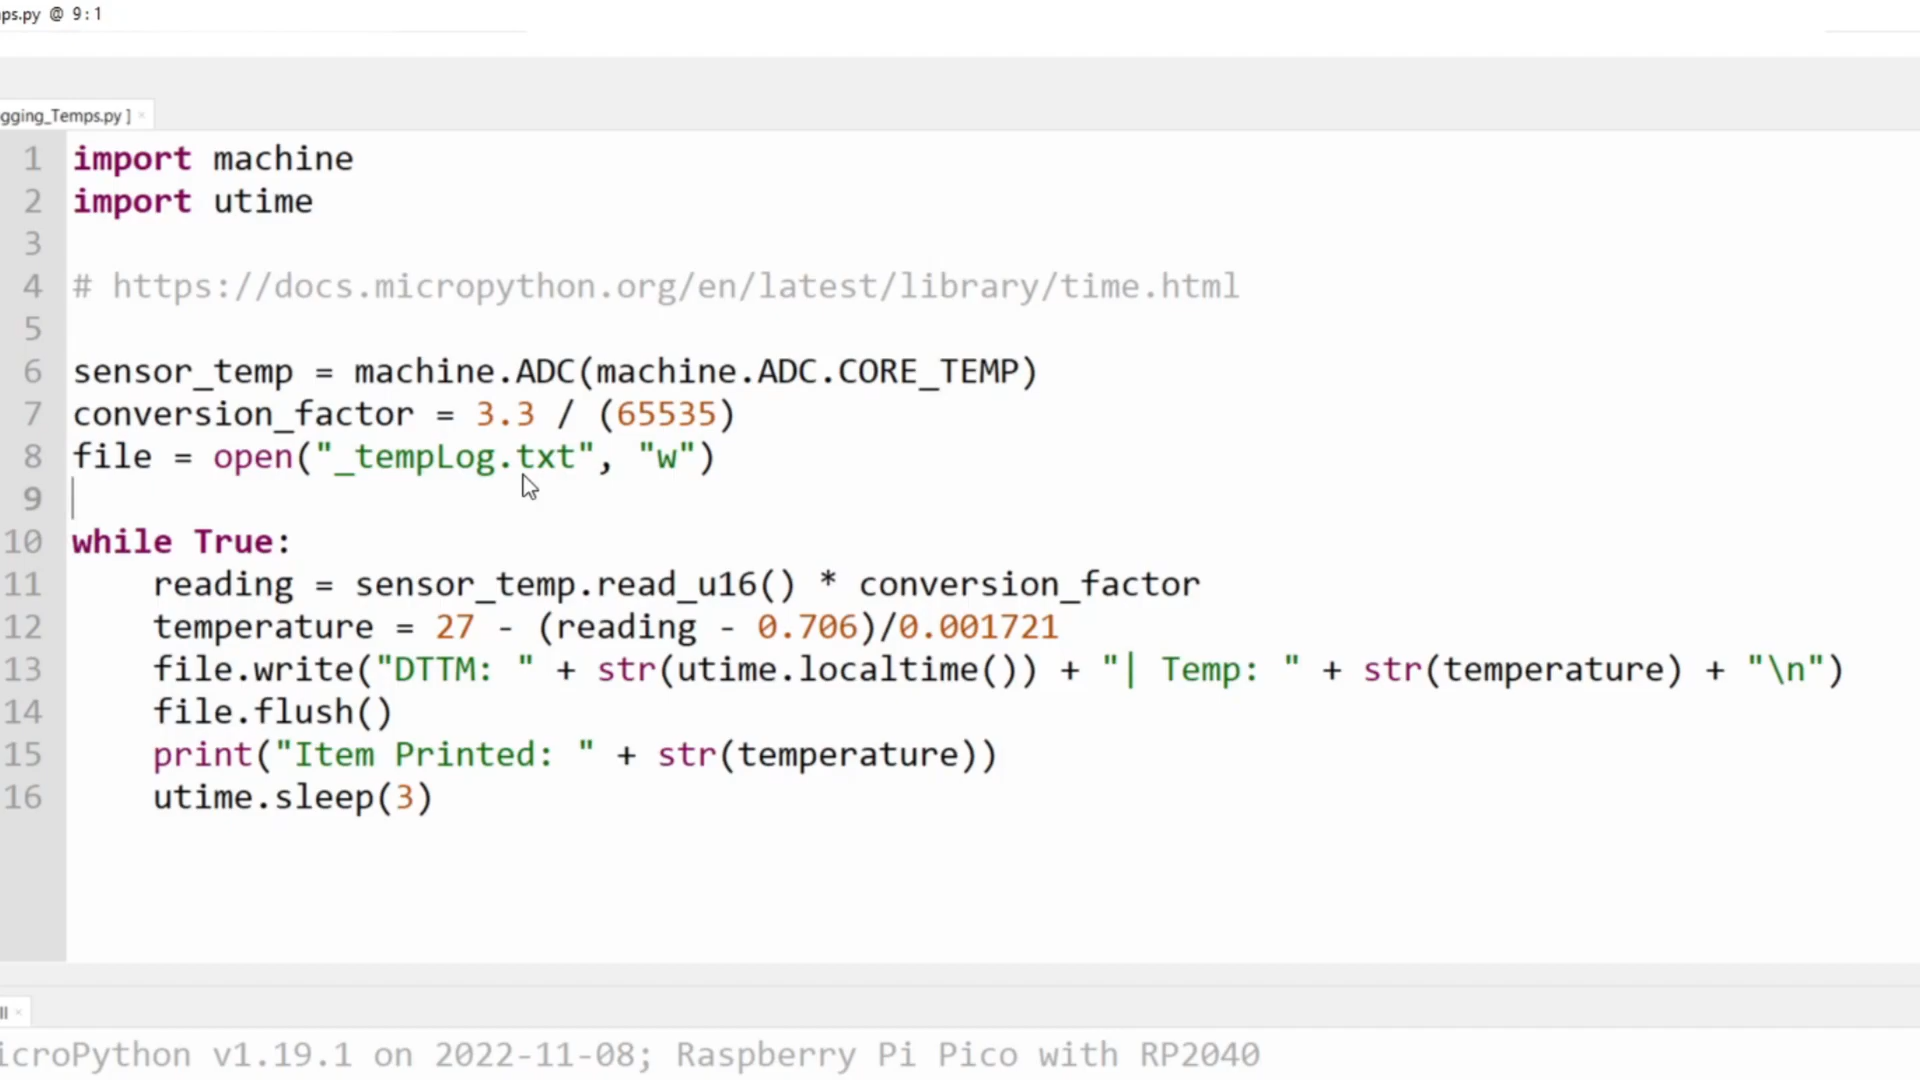 ps.py @ 9:1
gging_Temps.py ] ×
1 import machine
2 import utime
3
4 # https://docs.micropython.org/en/latest/library/time.html
5
6 sensor_temp = machine.ADC(machine.ADC.CORE_TEMP)
7 conversion_factor = 3.3 / (65535)
8 file = open("_tempLog.txt", "w")
9
10 while True:
11 reading = sensor_temp.read_u16() * conversion_factor
12 temperature = 27 - (reading - 0.706)/0.001721
13 file.write("DTTM: " + str(utime.localtime()) + "| Temp: " + str(temperature) + "\n")
14 file.flush()
15 print("Item Printed: " + str(temperature))
16 utime.sleep(3)
ll ×
icroPython v1.19.1 on 2022-11-08; Raspberry Pi Pico with RP2040